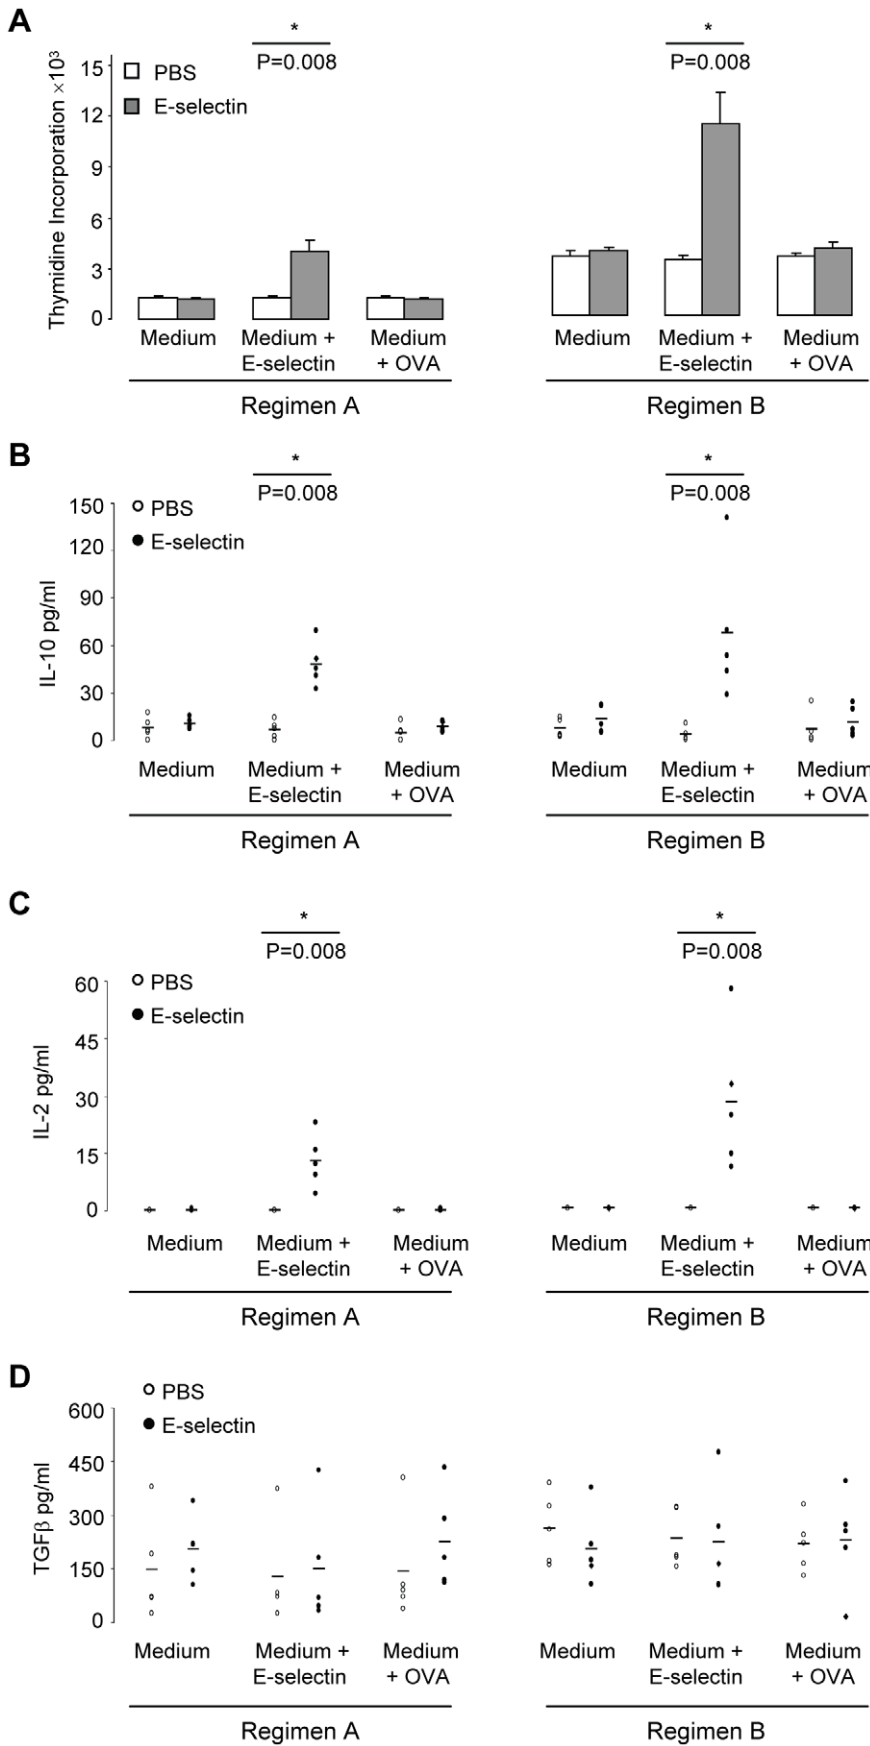 A
*
*
P=0.008
P=0.008
Thymidine Incorporation ×10³
15
12
9
6
3
0
PBS
E-selectin
Medium
Medium +
E-selectin
Medium
+ OVA
Medium
Medium +
E-selectin
Medium
+ OVA
Regimen A
Regimen B
B
*
*
P=0.008
P=0.008
IL-10 pg/ml
150
120
90
60
30
0
PBS
E-selectin
Medium
Medium +
E-selectin
Medium
+ OVA
Medium
Medium +
E-selectin
Medium
+ OVA
Regimen A
Regimen B
C
*
*
P=0.008
P=0.008
IL-2 pg/ml
60
45
30
15
0
PBS
E-selectin
Medium
Medium +
E-selectin
Medium
+ OVA
Medium
Medium +
E-selectin
Medium
+ OVA
Regimen A
Regimen B
D
TGFβ pg/ml
600
450
300
150
0
PBS
E-selectin
Medium
Medium +
E-selectin
Medium
+ OVA
Medium
Medium +
E-selectin
Medium
+ OVA
Regimen A
Regimen B